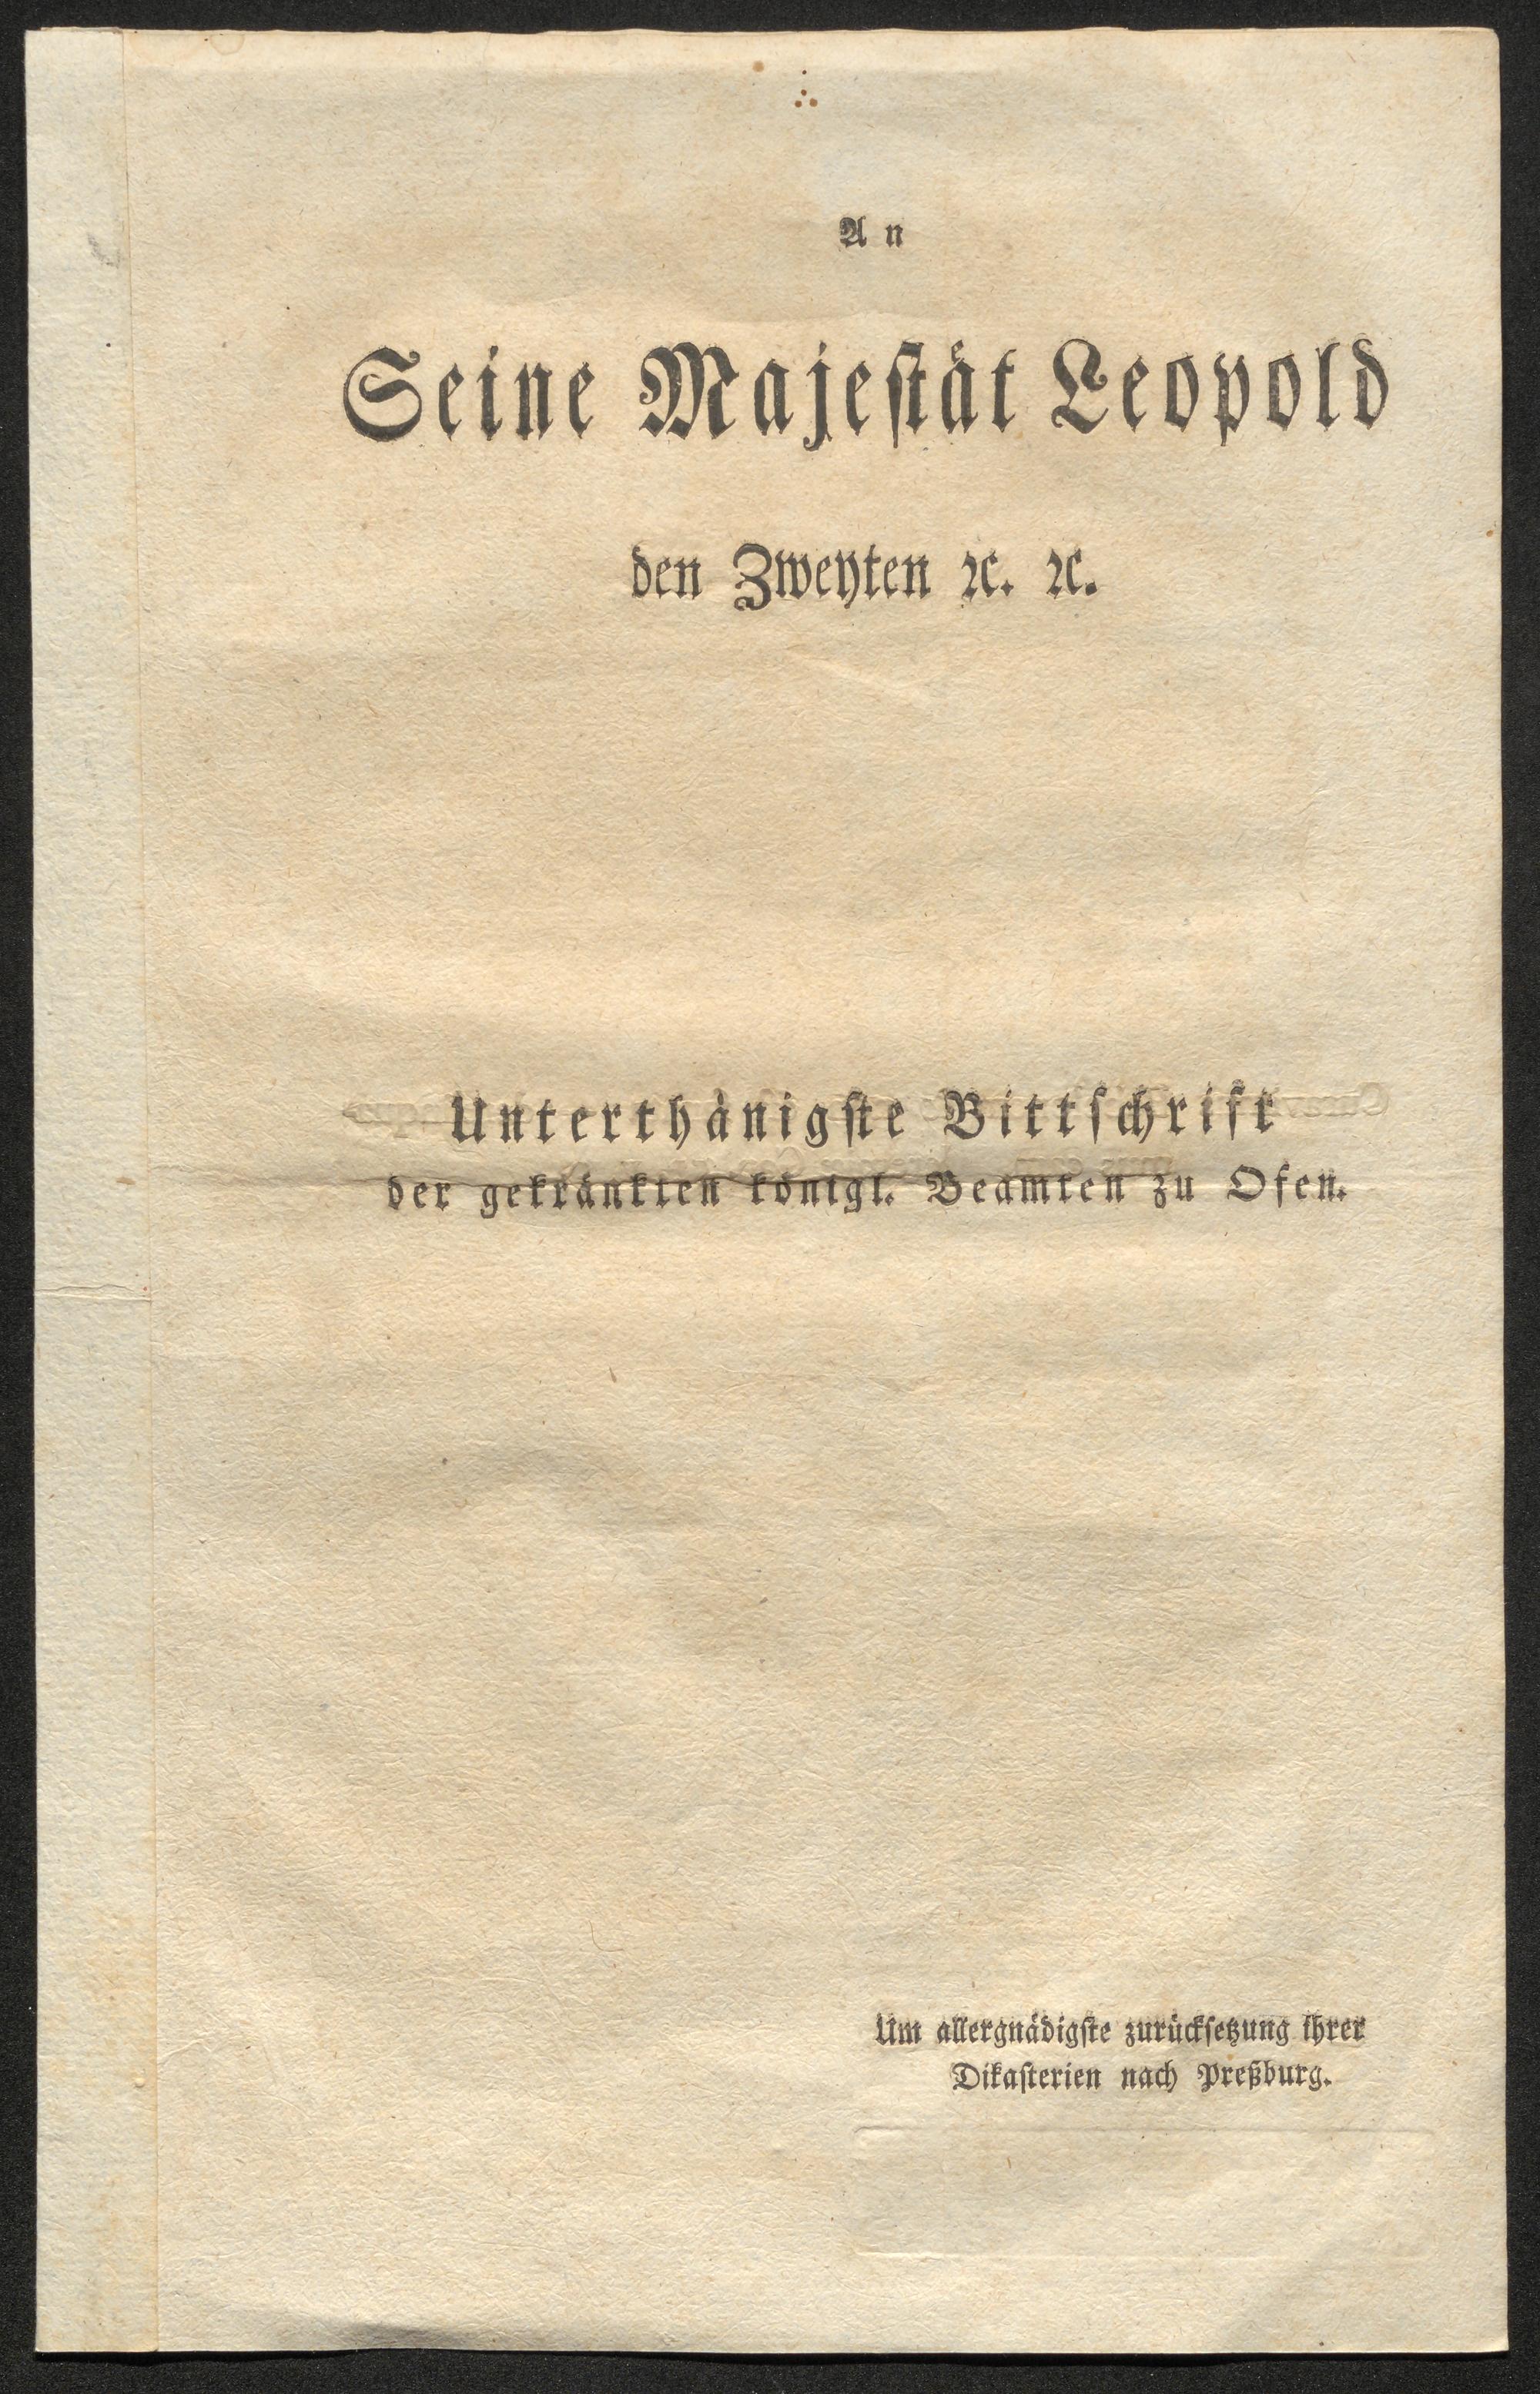 An
Seine Majestät Leopold
den Zweyten ꝛc. ꝛc.
Unterthänigste Bittschrift
der gekränkten königl. Beamten zu Ofen.
Um allergnädigste zurücksetzung ihrer
Dikasterien nach Preßburg.